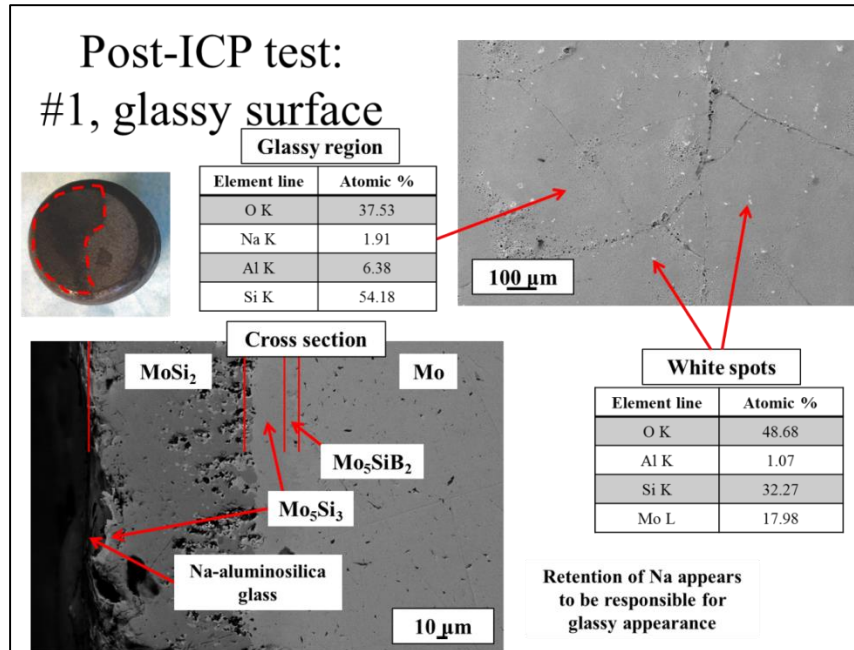 Post-ICP test:
#1, glassy surface
Glassy region
Element line Atomic %
O K 37.53
Na K 1.91
Al K 6.38
Si K 54.18
100 µm
Cross section
MoSi₂
Mo
Mo₅SiB₂
Mo₅Si₃
Na-aluminosilica
glass
10 µm
White spots
Element line Atomic %
O K 48.68
Al K 1.07
Si K 32.27
Mo L 17.98
Retention of Na appears
to be responsible for
glassy appearance